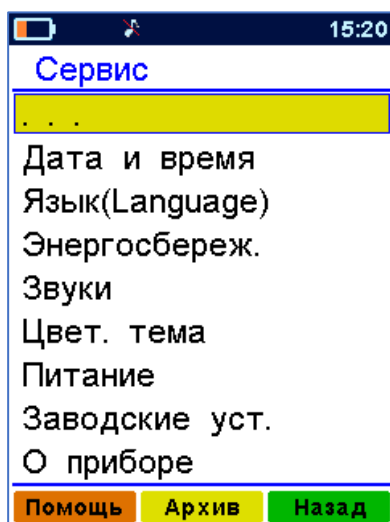 15:20
Сервис
. . .
Дата и время
Язык(Language)
Энергосбереж.
Звуки
Цвет. тема
Питание
Заводские уст.
О приборе
Помощь Архив Назад